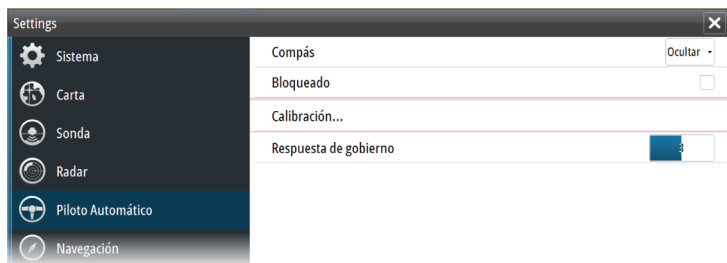 Settings
Sistema
Carta
Sonda
Radar
Piloto Automático
Navegación
Compás
Ocultar
Bloqueado
Calibración...
Respuesta de gobierno